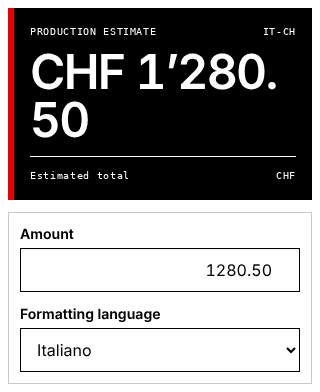 PRODUCTION ESTIMATE IT-CH
CHF 1’280.
50
Estimated total CHF
Amount
1280.50
Formatting language
Italiano